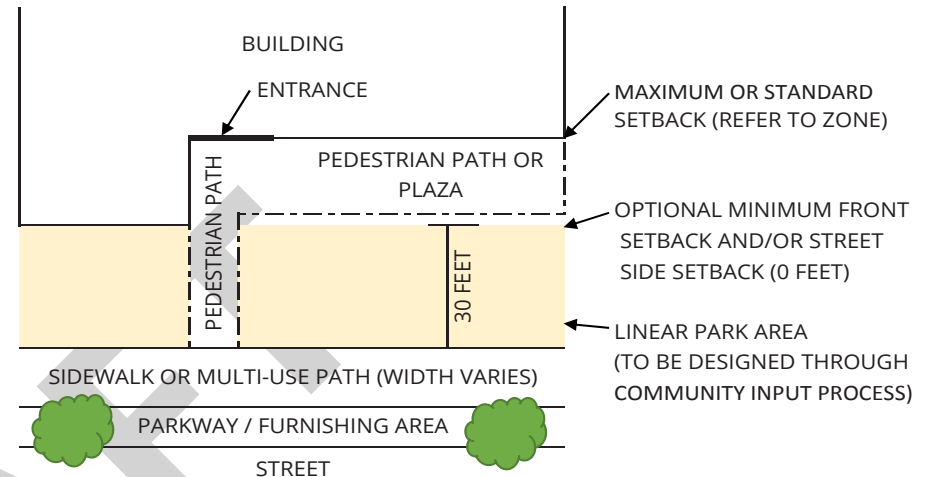 BUILDING
ENTRANCE
MAXIMUM OR STANDARD
SETBACK (REFER TO ZONE)
PEDESTRIAN PATH OR
PLAZA
PEDESTRIAN PATH
OPTIONAL MINIMUM FRONT
SETBACK AND/OR STREET
SIDE SETBACK (0 FEET)
30 FEET
LINEAR PARK AREA
(TO BE DESIGNED THROUGH
COMMUNITY INPUT PROCESS)
SIDEWALK OR MULTI-USE PATH (WIDTH VARIES)
PARKWAY / FURNISHING AREA
STREET